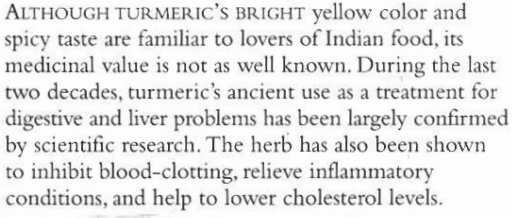 ALTHOUGH TURMERIC'S BRIGHT yellow color and
spicy taste are familiar to lovers of Indian food, its
medicinal value is not as well known. During the last
two decades, turmeric's ancient use as a treatment for
digestive and liver problems has been largely confirmed
by scientific research. The herb has also been shown
to inhibit blood-clotting, relieve inflammatory
conditions, and help to lower cholesterol levels.